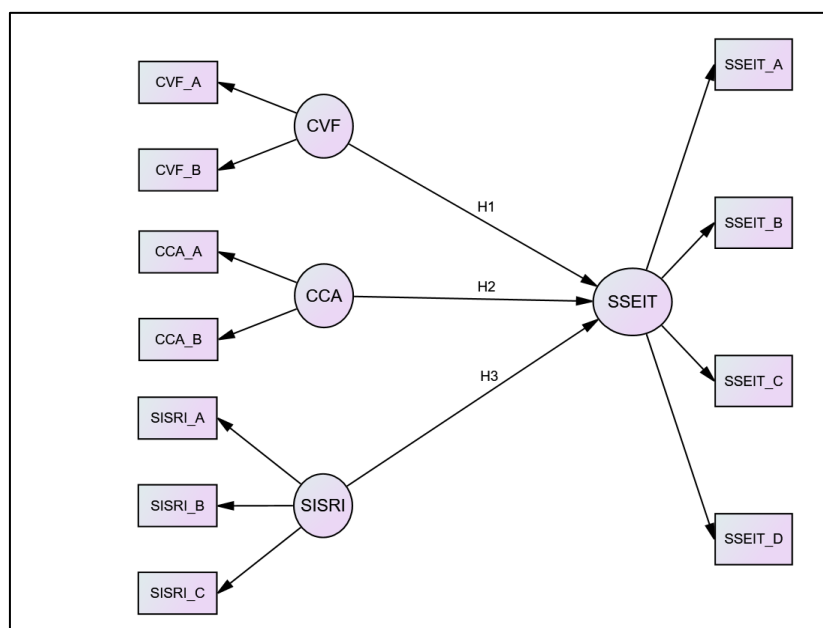 CVF_A
CVF_B
CVF
CCA_A
CCA_B
CCA
SISRI_A
SISRI_B
SISRI_C
SISRI
H1
H2
H3
SSEIT
SSEIT_A
SSEIT_B
SSEIT_C
SSEIT_D